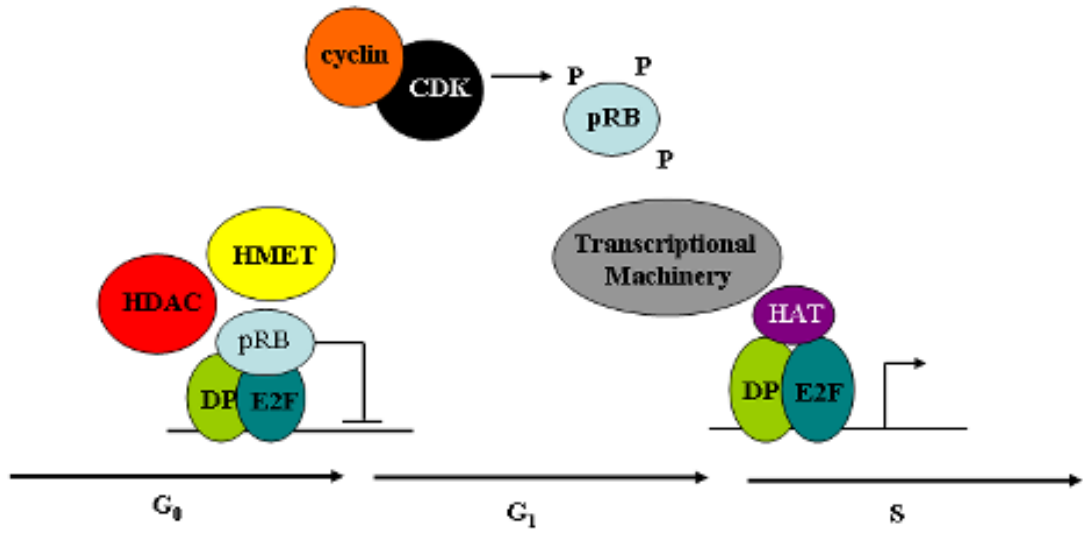 cyclin
CDK
P
P
pRB
P
HMET
HDAC
pRB
DP
E2F
Transcriptional
Machinery
HAT
DP
E2F
G₀
G₁
S